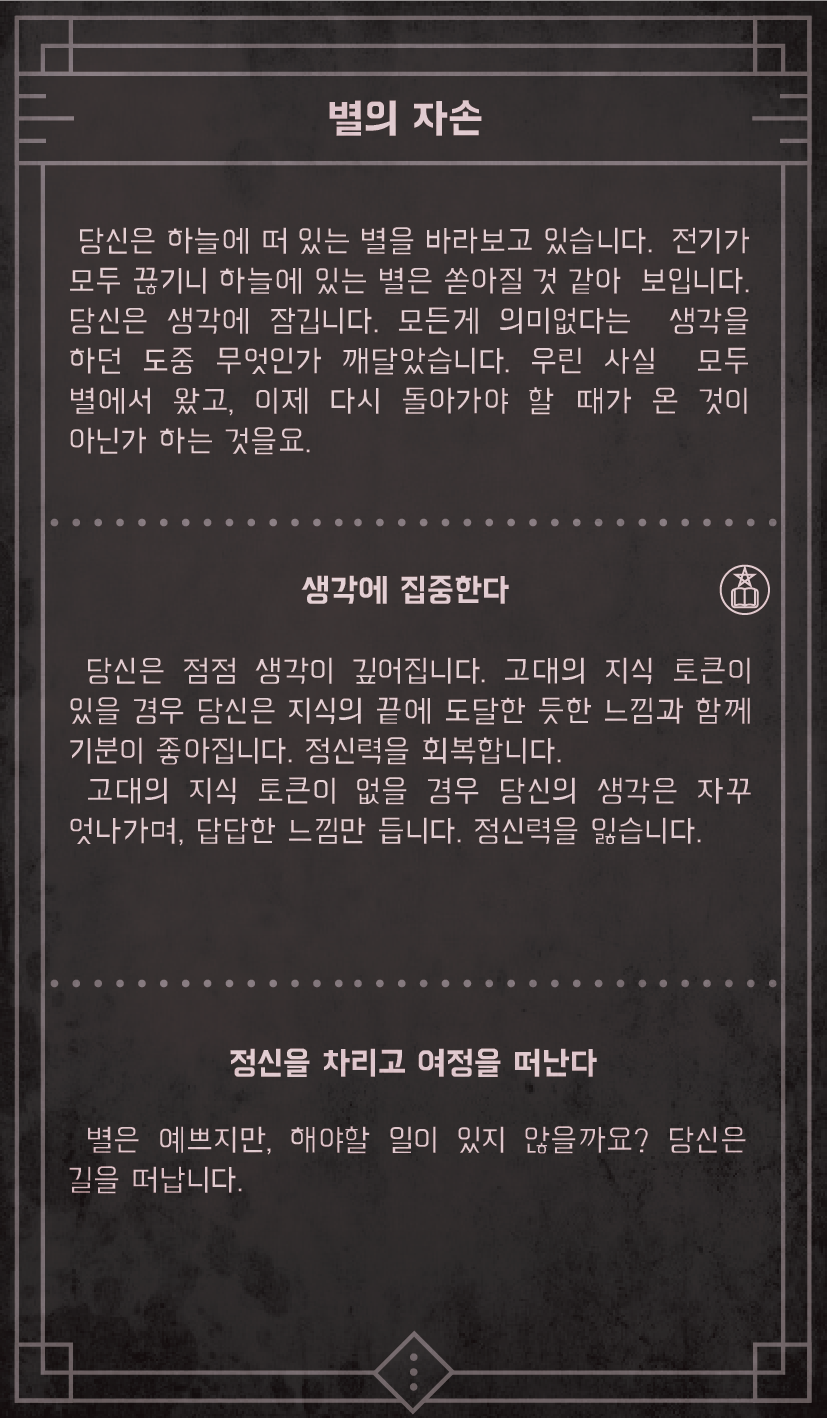 별의 자손
당신은 하늘에 떠 있는 별을 바라보고 있습니다. 전기가
모두 끊기니 하늘에 있는 별은 쏟아질 것 같아 보입니다.
당신은 생각에 잠깁니다. 모든게 의미없다는 생각을
하던 도중 무엇인가 깨달았습니다. 우린 사실 모두
별에서 왔고, 이제 다시 돌아가야 할 때가 온 것이
아닌가 하는 것을요.
생각에 집중한다
당신은 점점 생각이 깊어집니다. 고대의 지식 토큰이
있을 경우 당신은 지식의 끝에 도달한 듯한 느낌과 함께
기분이 좋아집니다. 정신력을 회복합니다.
고대의 지식 토큰이 없을 경우 당신의 생각은 자꾸
엇나가며, 답답한 느낌만 듭니다. 정신력을 잃습니다.
정신을 차리고 여정을 떠난다
별은 예쁘지만, 해야할 일이 있지 않을까요? 당신은
길을 떠납니다.